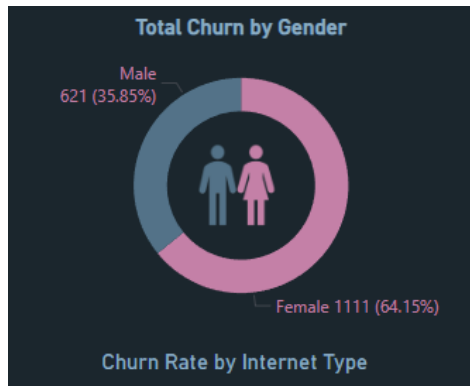 Total Churn by Gender
Male
621 (35.85%)
Female 1111 (64.15%)
Churn Rate by Internet Type